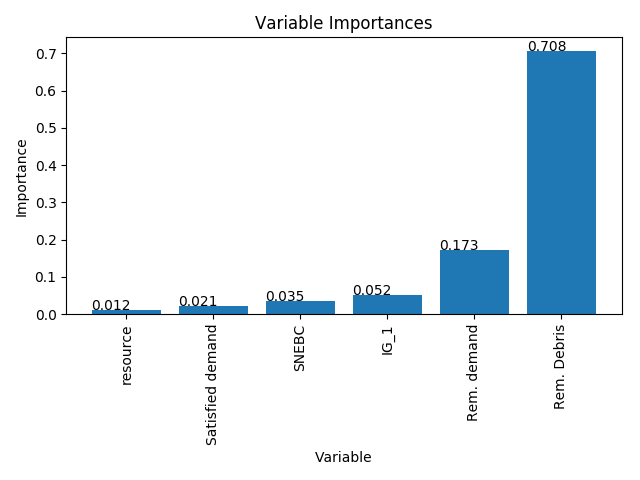 Variable Importances
Importance
0.7
0.6
0.5
0.4
0.3
0.2
0.1
0.0
0.012
0.021
0.035
0.052
0.173
0.708
resource
Satisfied demand
SNEBC
IG_1
Rem. demand
Rem. Debris
Variable